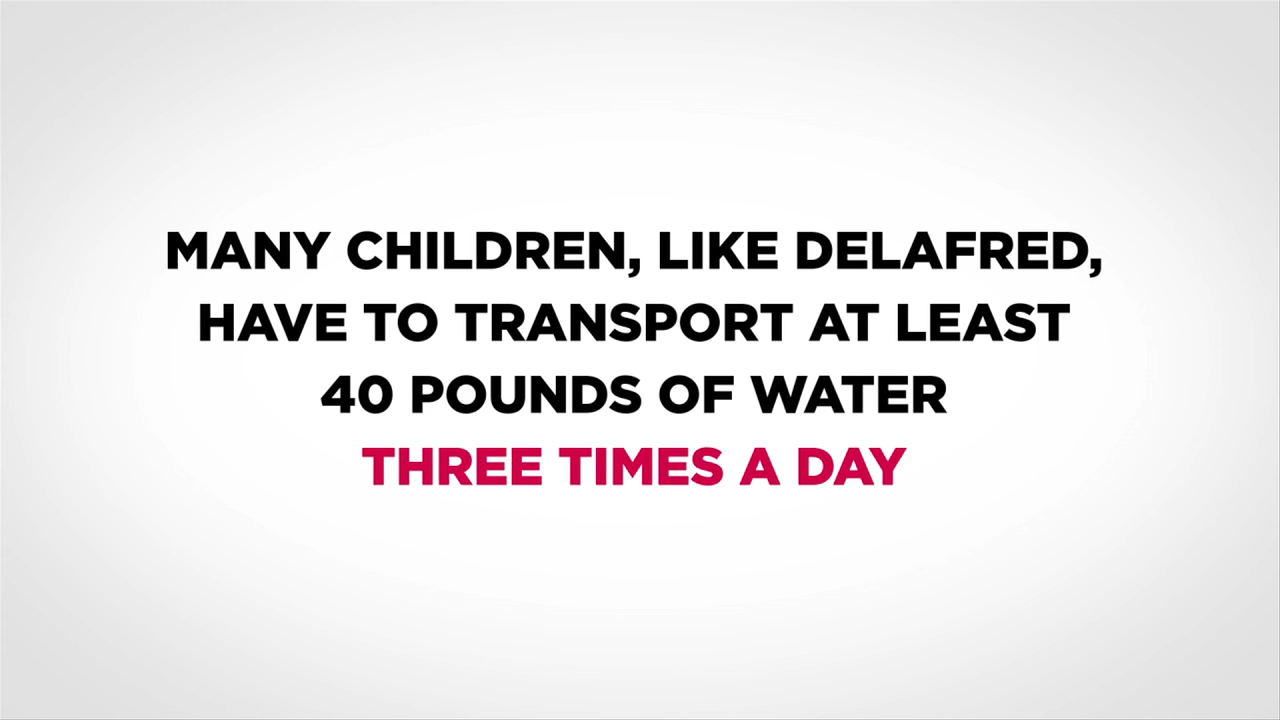 MANY CHILDREN, LIKE DELAFRED,
HAVE TO TRANSPORT AT LEAST
40 POUNDS OF WATER
THREE TIMES A DAY